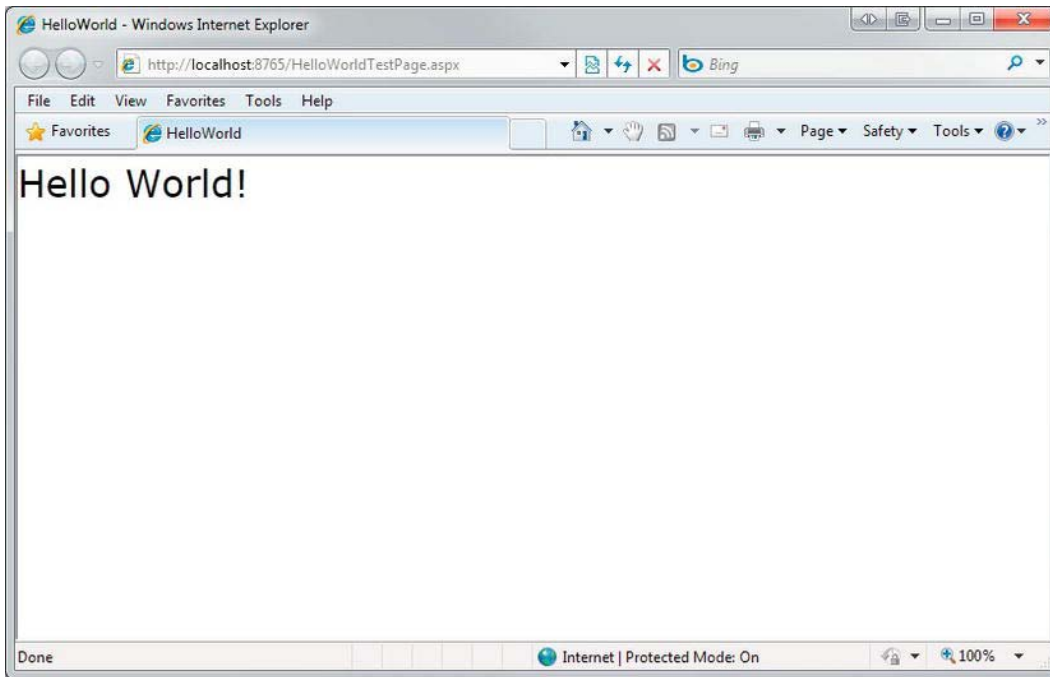 HelloWorld - Windows Internet Explorer
http://localhost:8765/HelloWorldTestPage.aspx
Bing
File Edit View Favorites Tools Help
Favorites HelloWorld Page Safety Tools
Hello World!
Done Internet | Protected Mode: On 100%